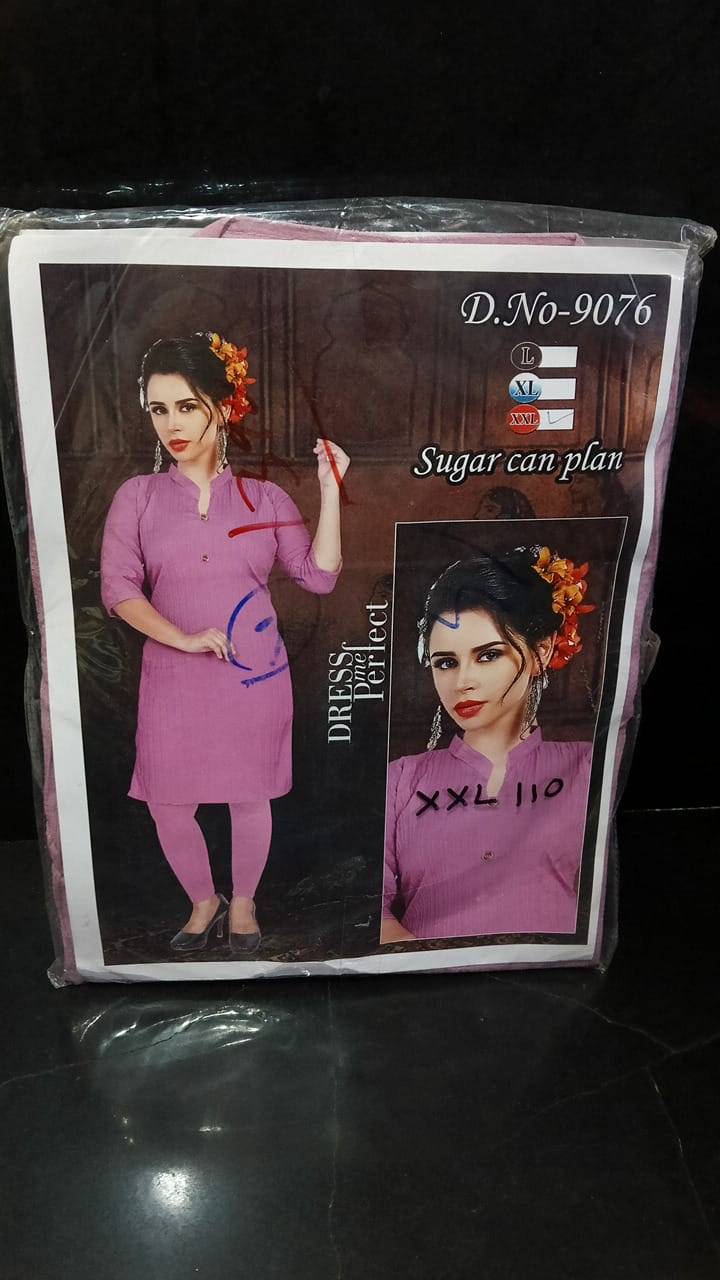 D.No-9076
L
XL
XXL
Sugar can plan
DRESS
me
Perfect
XXL 110